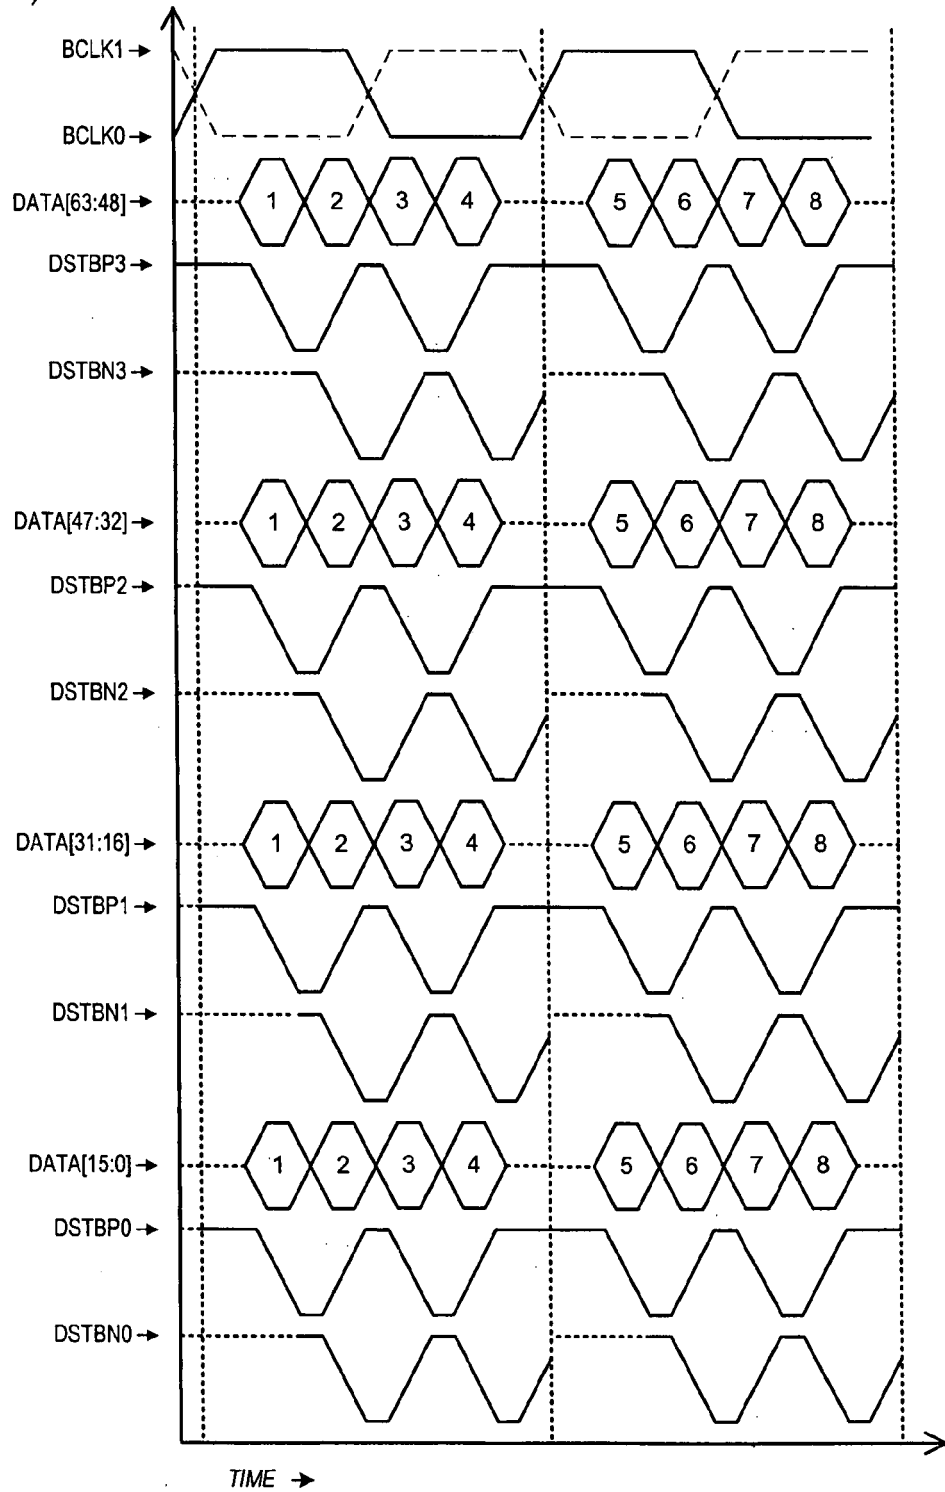 BCLK1
BCLK0
DATA[63:48] 1 2 3 4 5 6 7 8
DSTBP3
DSTBN3
DATA[47:32] 1 2 3 4 5 6 7 8
DSTBP2
DSTBN2
DATA[31:16] 1 2 3 4 5 6 7 8
DSTBP1
DSTBN1
DATA[15:0] 1 2 3 4 5 6 7 8
DSTBP0
DSTBN0
TIME